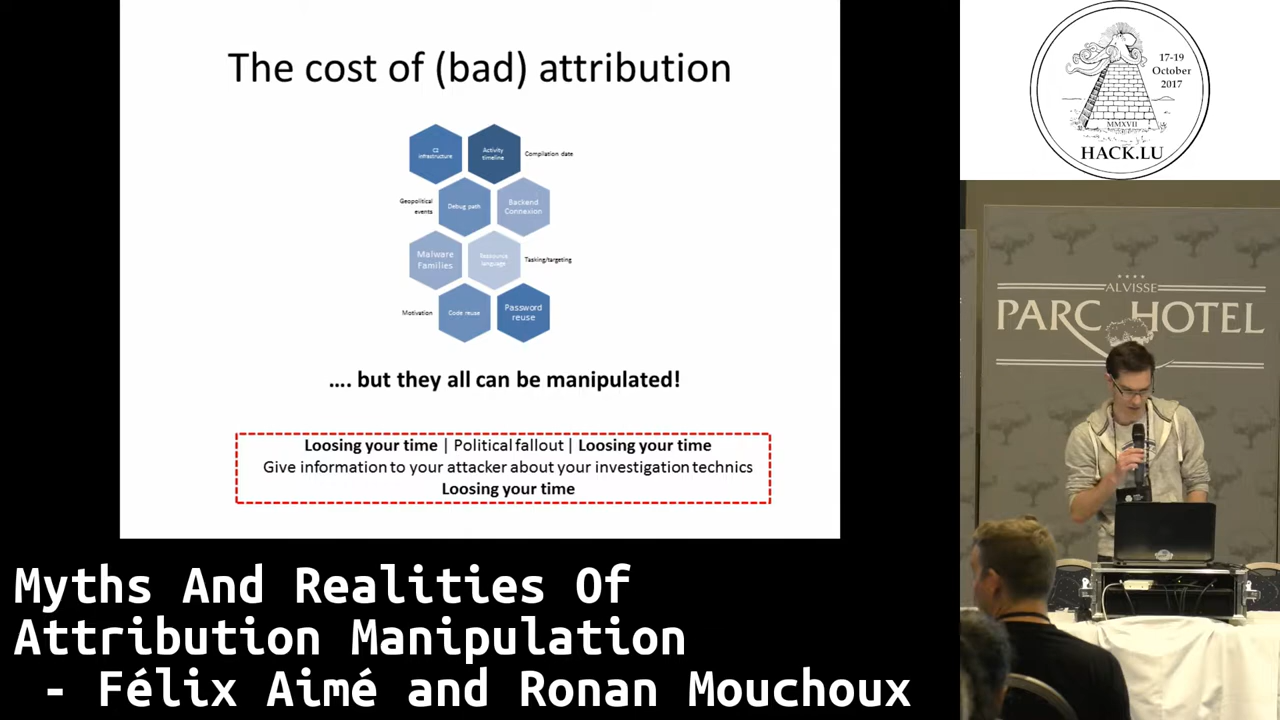 The cost of (bad) attribution
C2
infrastructure
Activity
timeline
Compilation date
Geopolitical
events
Debug path
Backend
Connexion
Malware
Families
Ressource
language
Tasking/targeting
Motivation
Code reuse
Password
reuse
…. but they all can be manipulated!
Loosing your time | Political fallout | Loosing your time
Give information to your attacker about your investigation technics
Loosing your time
17-19
October
2017
MMXVII
HACK.LU
ALVISSE
PARC HOTEL
Myths And Realities Of
Attribution Manipulation
- Félix Aimé and Ronan Mouchoux